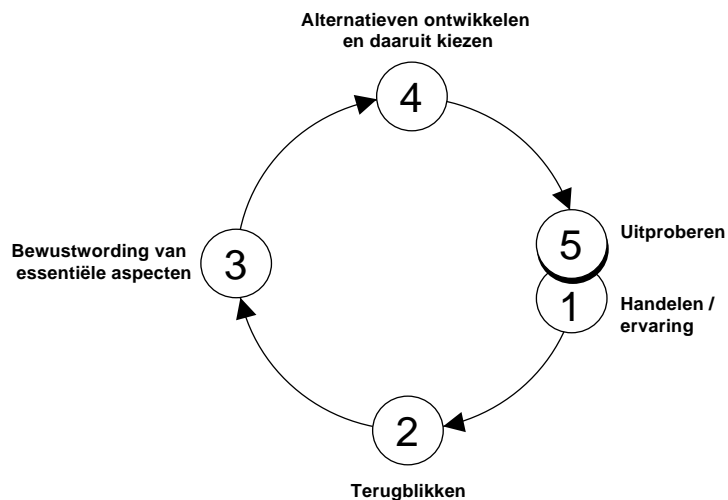 Alternatieven ontwikkelen
en daaruit kiezen
4
5
Uitproberen
Bewustwording van
essentiële aspecten
3
1
Handelen /
ervaring
2
Terugblikken